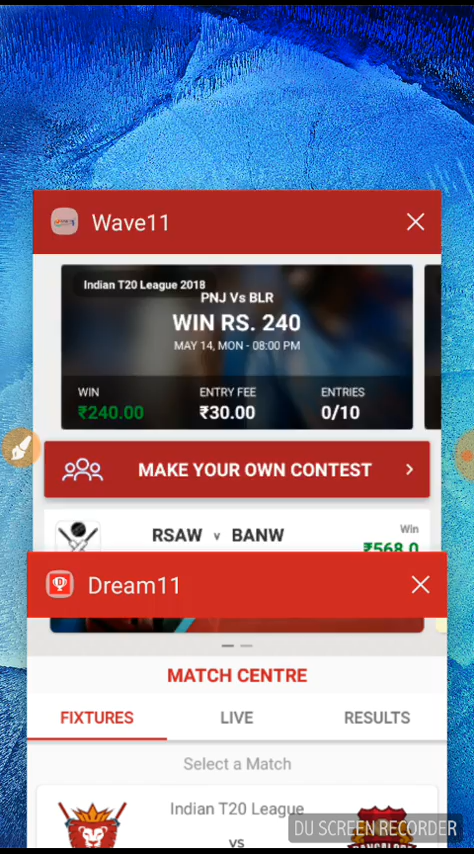 Wave11
Indian T20 League 2018
PNJ Vs BLR
WIN RS. 240
MAY 14, MON - 08:00 PM
WIN ENTRY FEE ENTRIES
₹240.00 ₹30.00 0/10
MAKE YOUR OWN CONTEST
Win
RSAW v BANW
₹568.0
Dream11
MATCH CENTRE
FIXTURES LIVE RESULTS
Select a Match
Indian T20 League
vs
DU SCREEN RECORDER